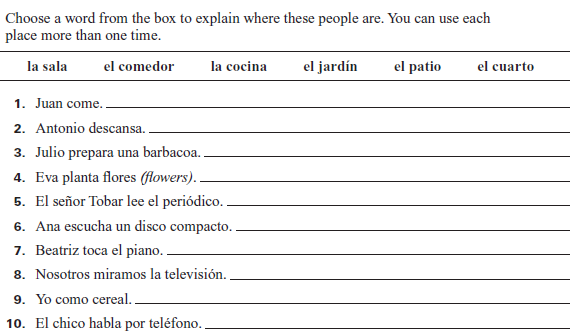 Choose a word from the box to explain where these people are. You can use each
place more than one time.
la sala el comedor la cocina el jardín el patio el cuarto
1. Juan come.
2. Antonio descansa.
3. Julio prepara una barbacoa.
4. Eva planta flores (flowers).
5. El señor Tobar lee el periódico.
6. Ana escucha un disco compacto.
7. Beatriz toca el piano.
8. Nosotros miramos la televisión.
9. Yo como cereal.
10. El chico habla por teléfono.